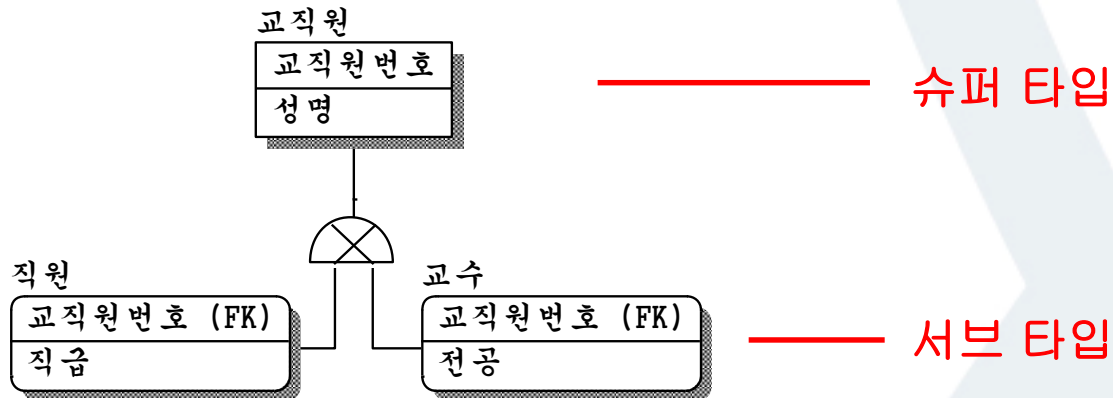 교직원
교직원번호
성명
슈퍼 타입
직원
교직원번호 (FK)
직급
교수
교직원번호 (FK)
전공
서브 타입